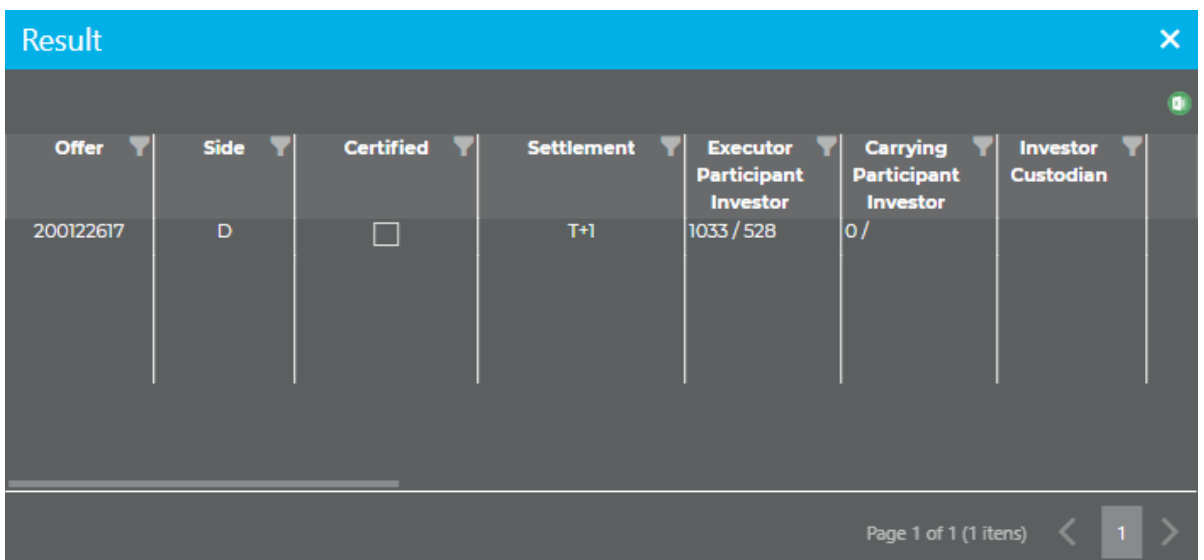 Result
Offer Side Certified Settlement Executor Carrying Investor
Participant Participant Custodian
Investor Investor
200122617 D T+1 1033 / 528 0 /
Page 1 of 1 (1 itens) 1